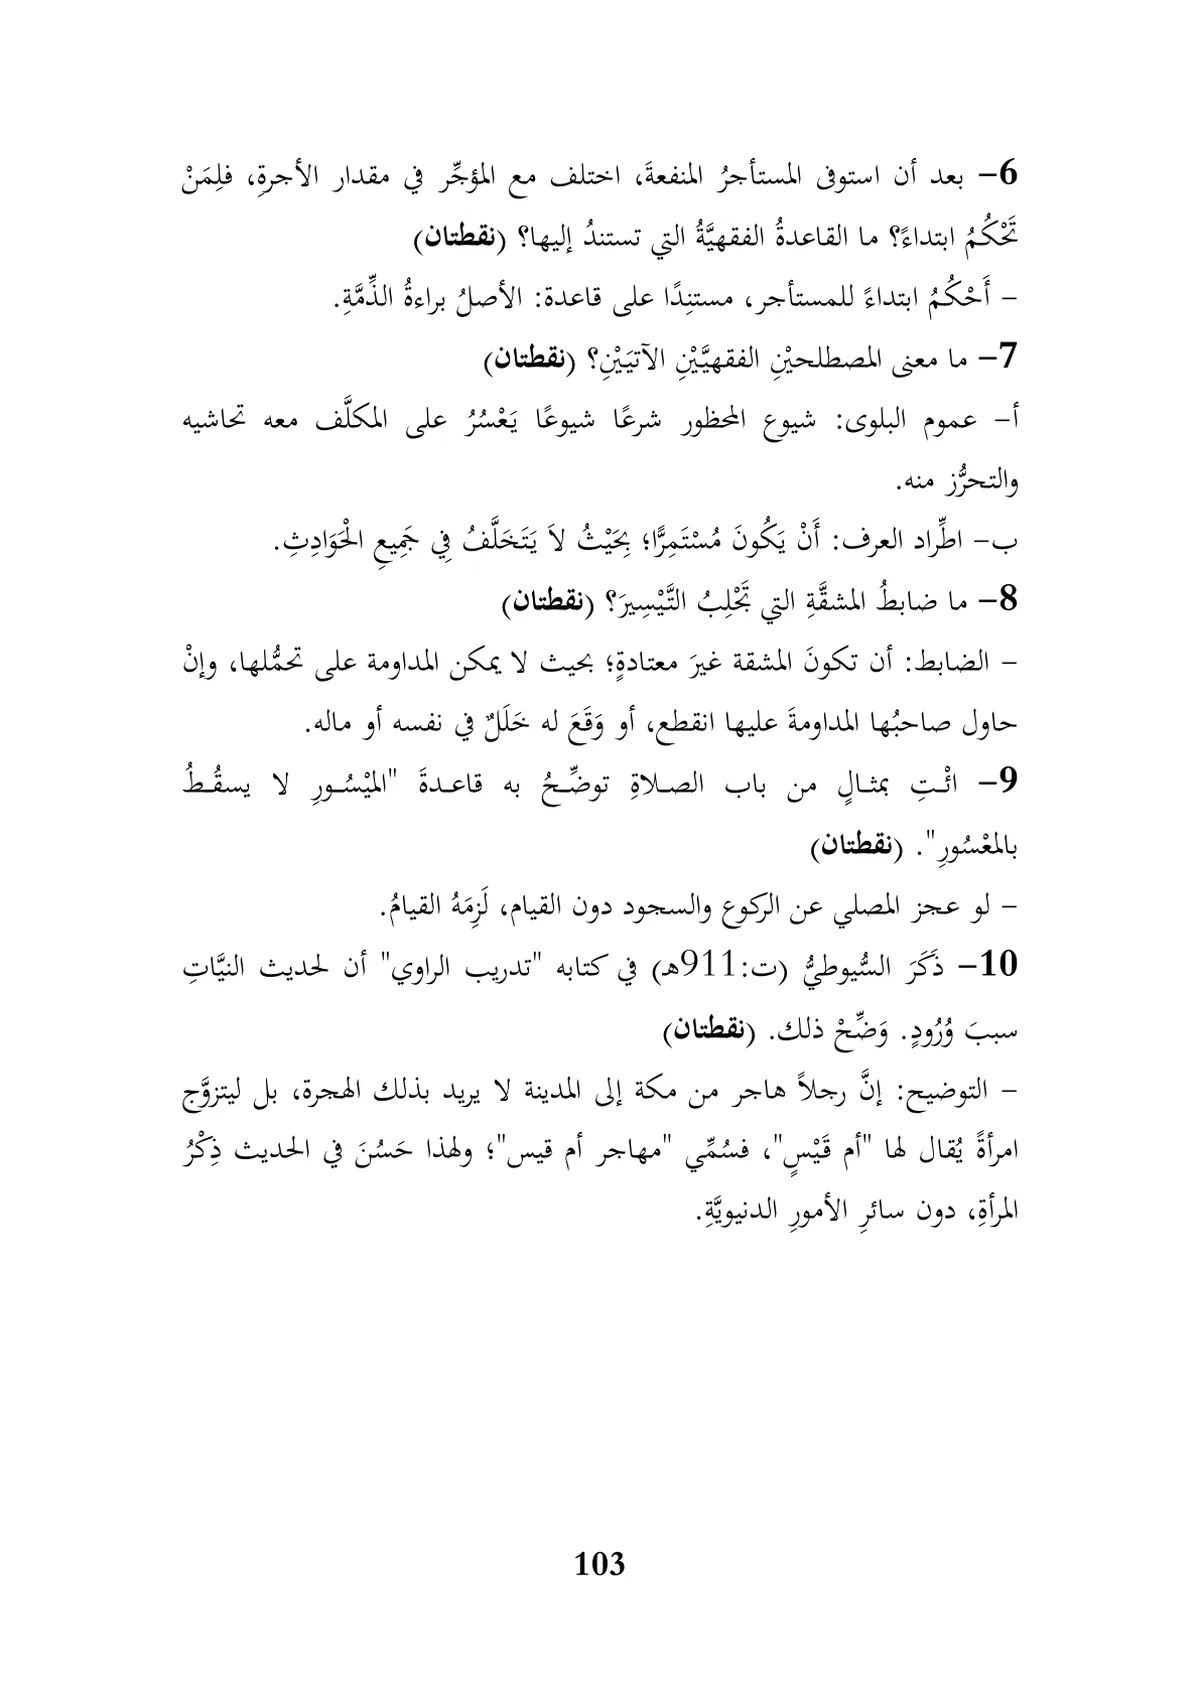 6- بعد أن استوفى المستأجرُ المنفعةَ، اختلف مع المؤجِّر في مقدار الأجرةِ، فلِمَنْ
تَحْكُمُ ابتداءً؟ ما القاعدةُ الفقهيَّةُ التي تستندُ إليها؟ (نقطتان)
- أَحْكُمُ ابتداءً للمستأجر، مستنِدًا على قاعدة: الأصلُ براءةُ الذِّمَّةِ.
7- ما معنى المصطلحيْنِ الفقهيَّيْنِ الآتيَيْنِ؟ (نقطتان)
أ- عموم البلوى: شيوع المحظور شرعًا شيوعًا يَعْسُرُ على المكلَّف معه تحاشيه
والتحرُّز منه.
ب- اطِّراد العرف: أَنْ يَكُونَ مُسْتَمِرًّا؛ بِحَيْثُ لاَ يَتَخَلَّفُ فِي جَمِيعِ الْحَوَادِثِ.
8- ما ضابطُ المشقَّةِ التي تَجْلِبُ التَّيْسِيرَ؟ (نقطتان)
- الضابط: أن تكونَ المشقة غيرَ معتادةٍ؛ بحيث لا يمكن المداومة على تحمُّلها، وإنْ
حاول صاحبُها المداومةَ عليها انقطع، أو وَقَعَ له خَلَلٌ في نفسه أو ماله.
9- ائْتِ بمثالٍ من باب الصلاةِ توضِّحُ به قاعدةَ "الميْسُورِ لا يسقُطُ
بالمعْسُورِ". (نقطتان)
- لو عجز المصلي عن الركوع والسجود دون القيام، لَزِمَهُ القيامُ.
10- ذَكَرَ السُّيوطيُّ (ت:911هـ) في كتابه "تدريب الراوي" أن لحديث النيَّاتِ
سببَ وُرُودٍ. وَضِّحْ ذلك. (نقطتان)
- التوضيح: إنَّ رجلاً هاجر من مكة إلى المدينة لا يريد بذلك الهجرة، بل ليتزوَّج
امرأةً يُقال لها "أم قَيْسٍ"، فسُمِّي "مهاجر أم قيس"؛ ولهذا حَسُنَ في الحديث ذِكْرُ
المرأةِ، دون سائرِ الأمورِ الدنيويَّةِ.
103